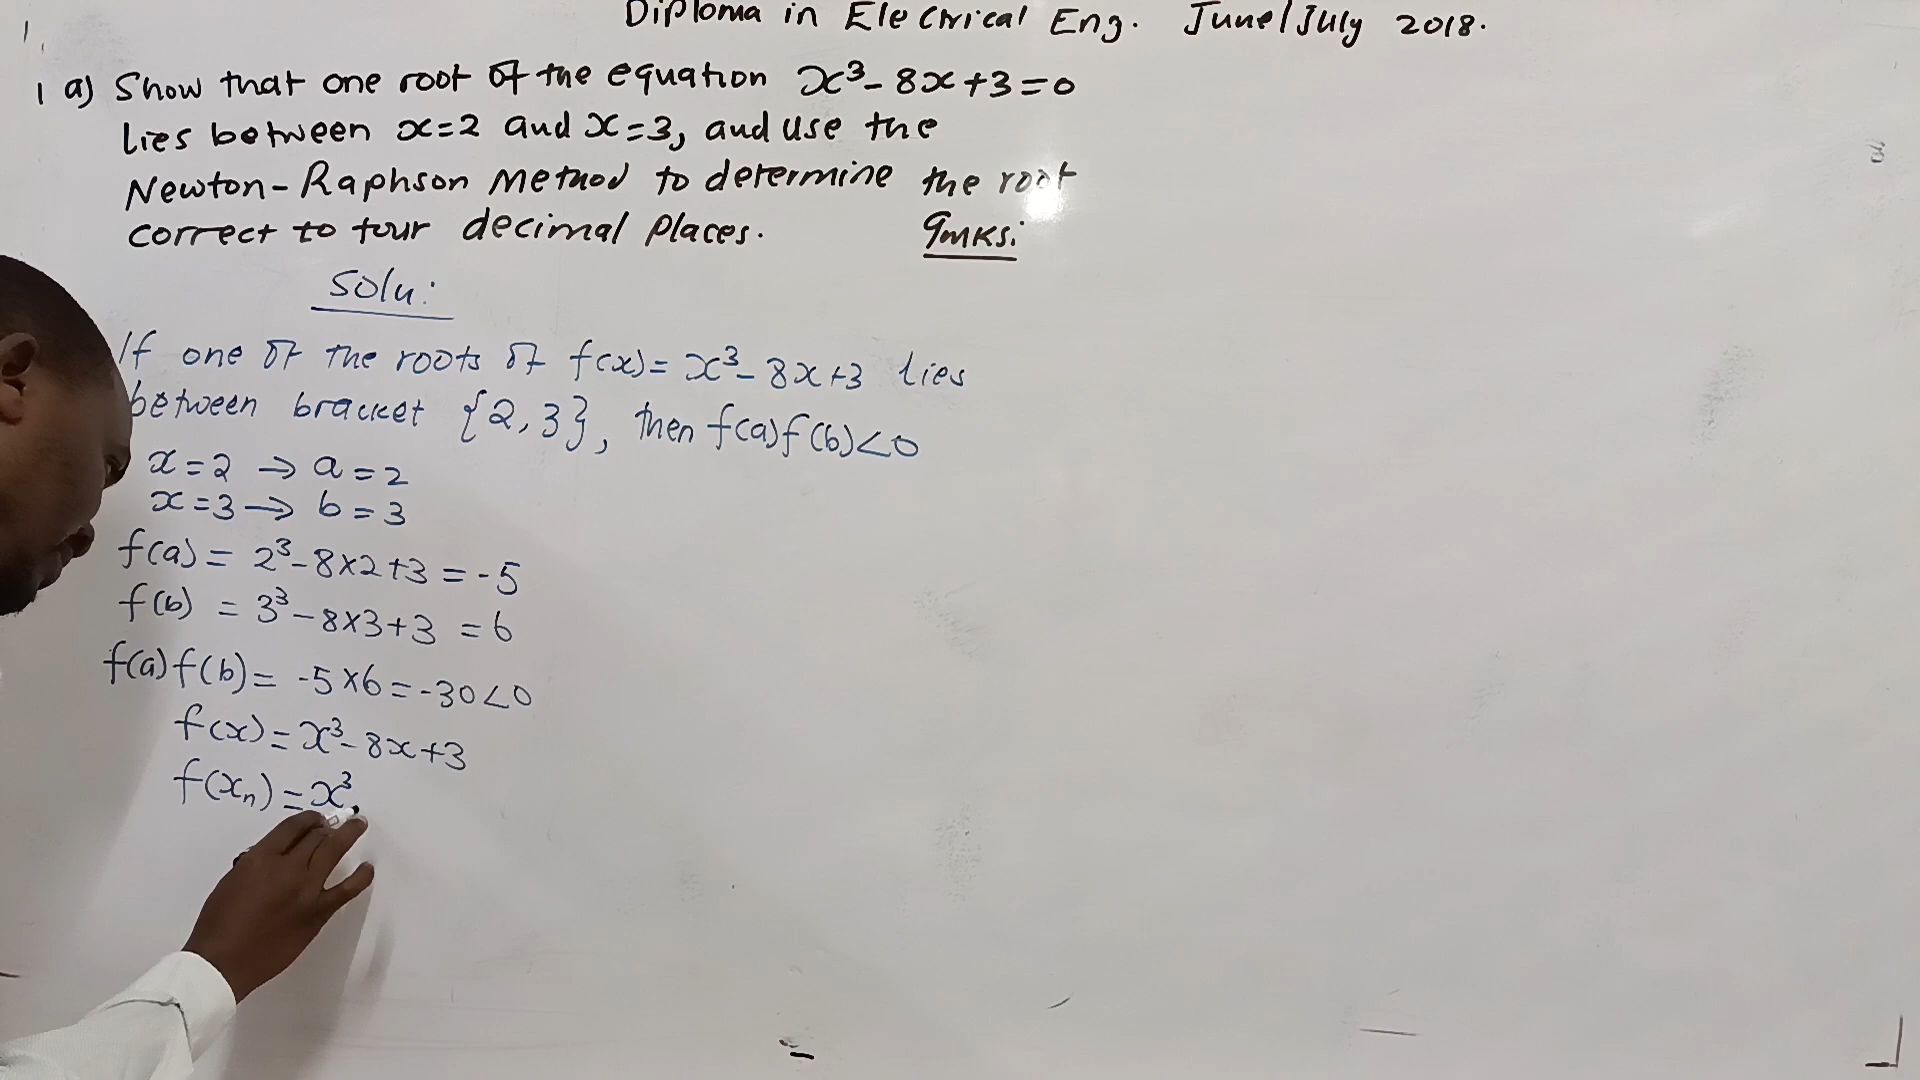 Diploma in Electrical Eng. June/July 2018.
1 a) Show that one root of the equation x³-8x+3=0
lies between x=2 and x=3, and use the
Newton-Raphson Method to determine the root
correct to four decimal places. 9mks.
Soln:
If one of the roots of f(x)=x³-8x+3 lies
between bracket {2,3}, then f(a)f(b)<0
x=2 → a=2
x=3 → b=3
f(a) = 2³-8×2+3 = -5
f(b) = 3³-8×3+3 = 6
f(a)f(b) = -5×6 = -30<0
f(x) = x³-8x+3
f(xₙ) = x³